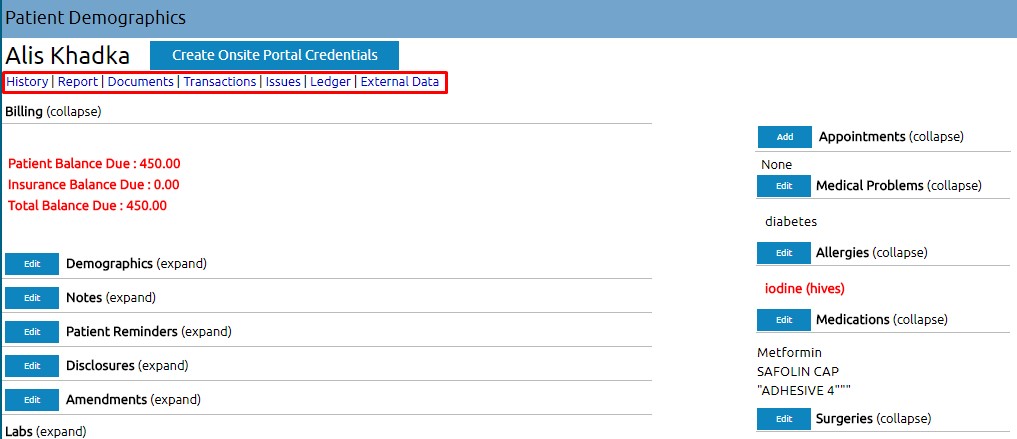 Patient Demographics
Alis Khadka Create Onsite Portal Credentials
History | Report | Documents | Transactions | Issues | Ledger | External Data
Billing (collapse)
Patient Balance Due : 450.00
Insurance Balance Due : 0.00
Total Balance Due : 450.00
Edit Demographics (expand)
Edit Notes (expand)
Edit Patient Reminders (expand)
Edit Disclosures (expand)
Edit Amendments (expand)
Labs (expand)
Add Appointments (collapse)
None
Edit Medical Problems (collapse)
diabetes
Edit Allergies (collapse)
iodine (hives)
Edit Medications (collapse)
Metformin
SAFOLIN CAP
"ADHESIVE 4"""
Edit Surgeries (collapse)